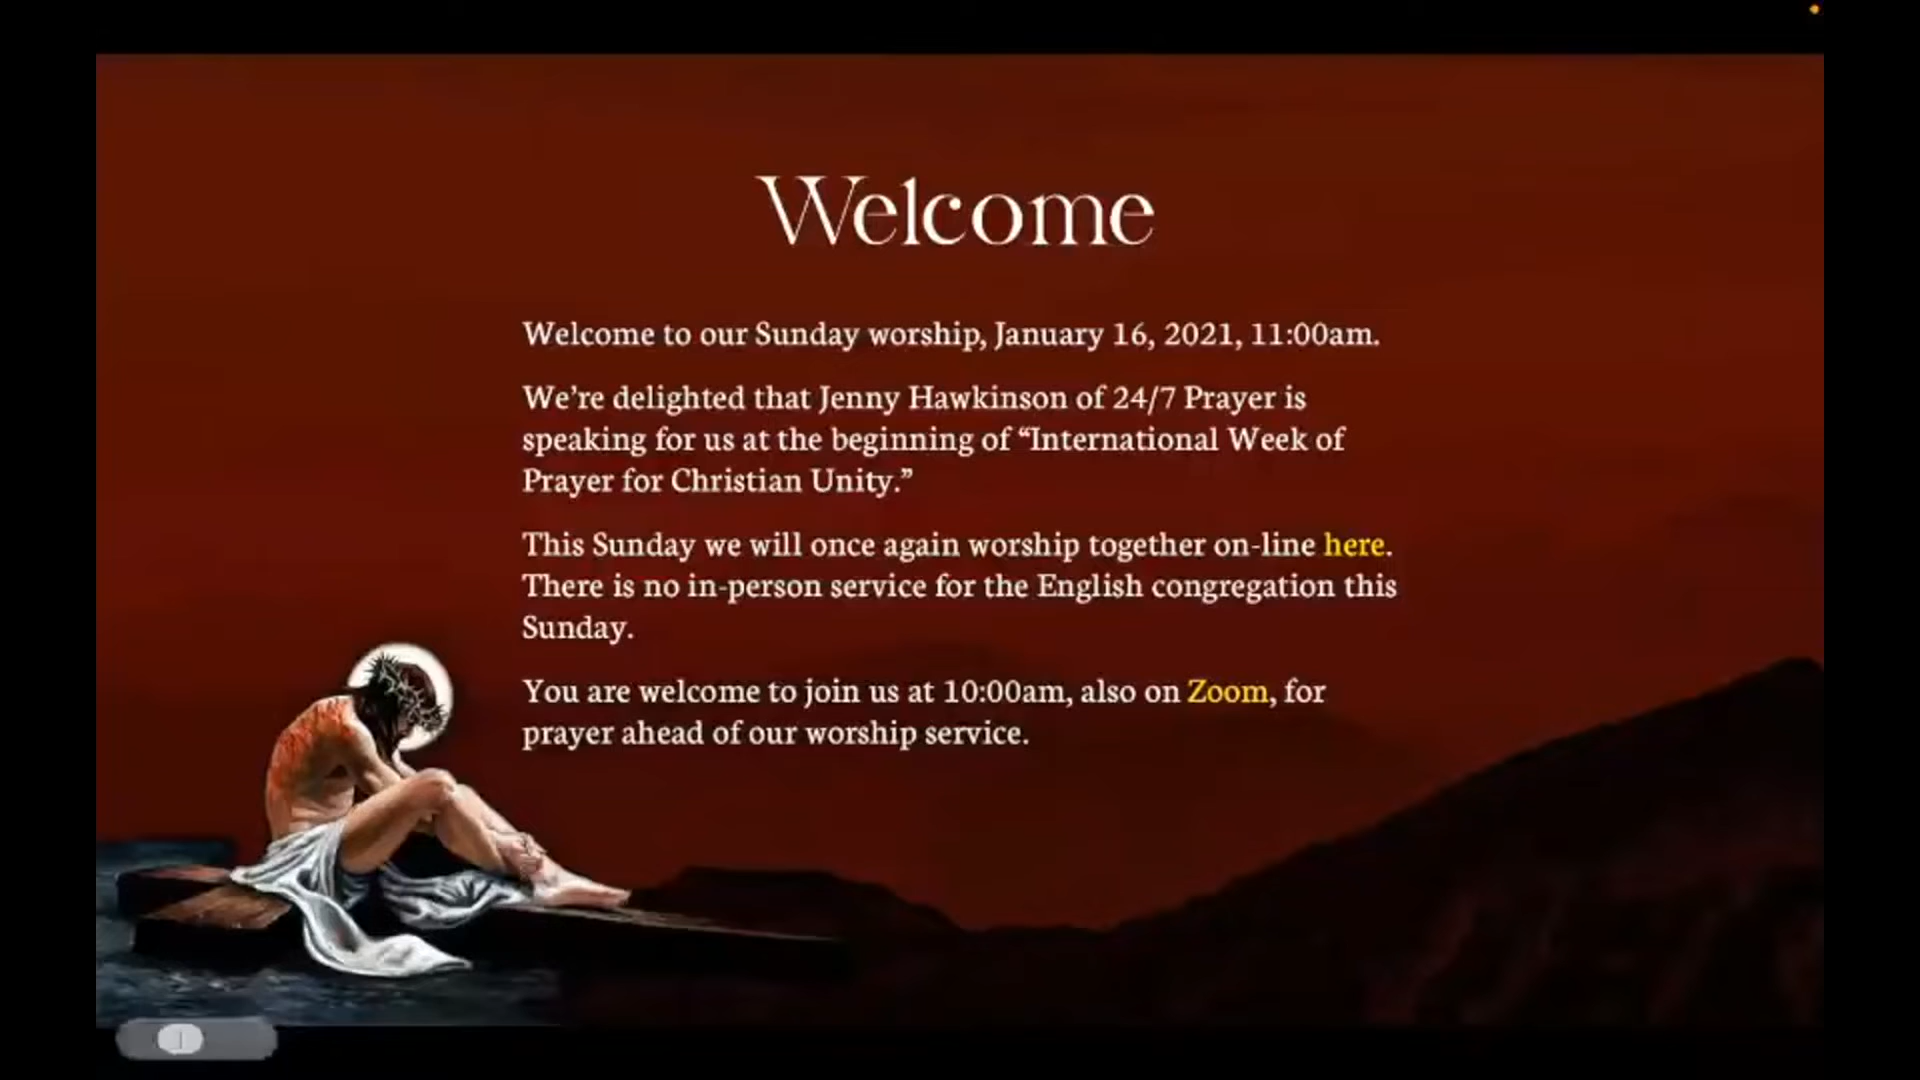 Welcome
Welcome to our Sunday worship, January 16, 2021, 11:00am.
We’re delighted that Jenny Hawkinson of 24/7 Prayer is
speaking for us at the beginning of “International Week of
Prayer for Christian Unity.”
This Sunday we will once again worship together on-line here.
There is no in-person service for the English congregation this
Sunday.
You are welcome to join us at 10:00am, also on Zoom, for
prayer ahead of our worship service.